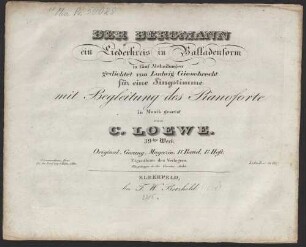 DER BERGMANN
ein Liederkreis in Balladenform
in fünf Abtheilungen
gedichtet von Ludwig Giesebrecht
für eine Singstimme
mit Begleitung des Pianoforte
in Musik gesetzt
von
C. LOEWE.
39tes Werk.
Original-Gesang-Magazin. 1r Band. 1s Heft.
Eigenthum des Verlegers.
ELBERFELD,
bei F. W. Betzhold.